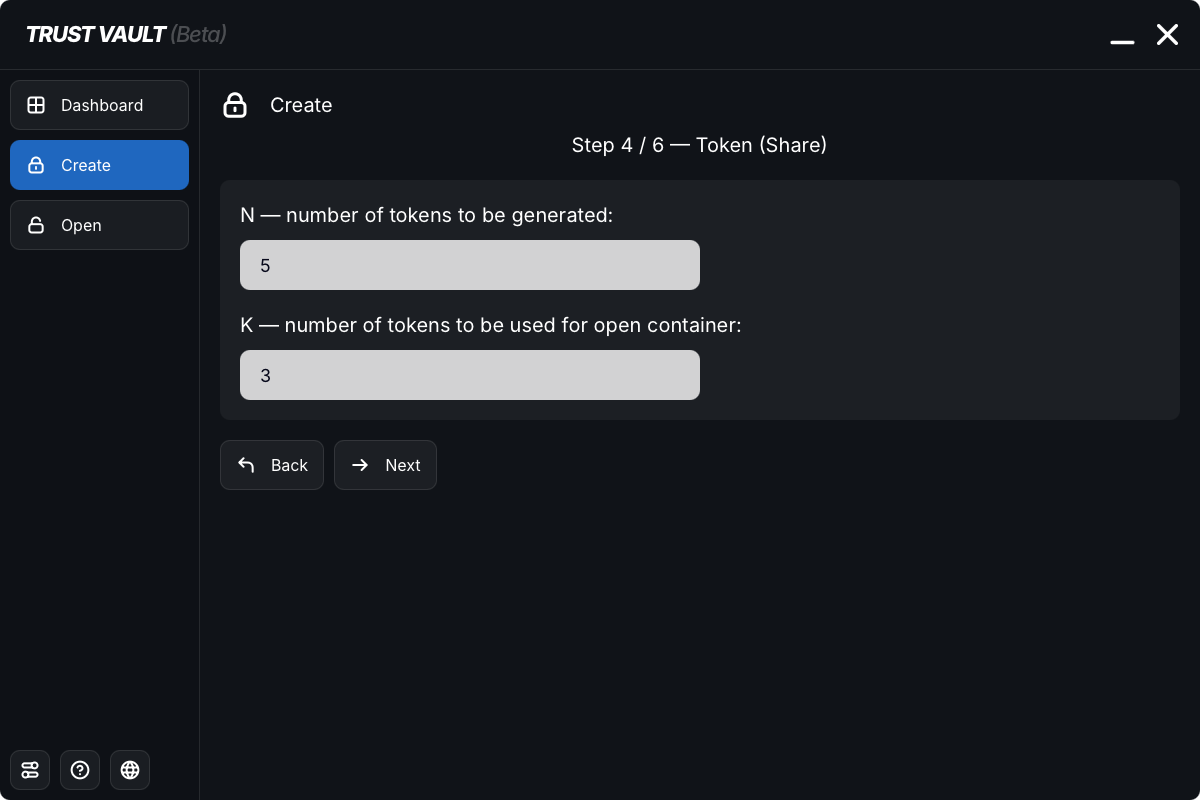 TRUST VAULT (Beta)
Dashboard
Create
Open
Create
Step 4 / 6 — Token (Share)
N — number of tokens to be generated:
5
K — number of tokens to be used for open container:
3
Back
Next